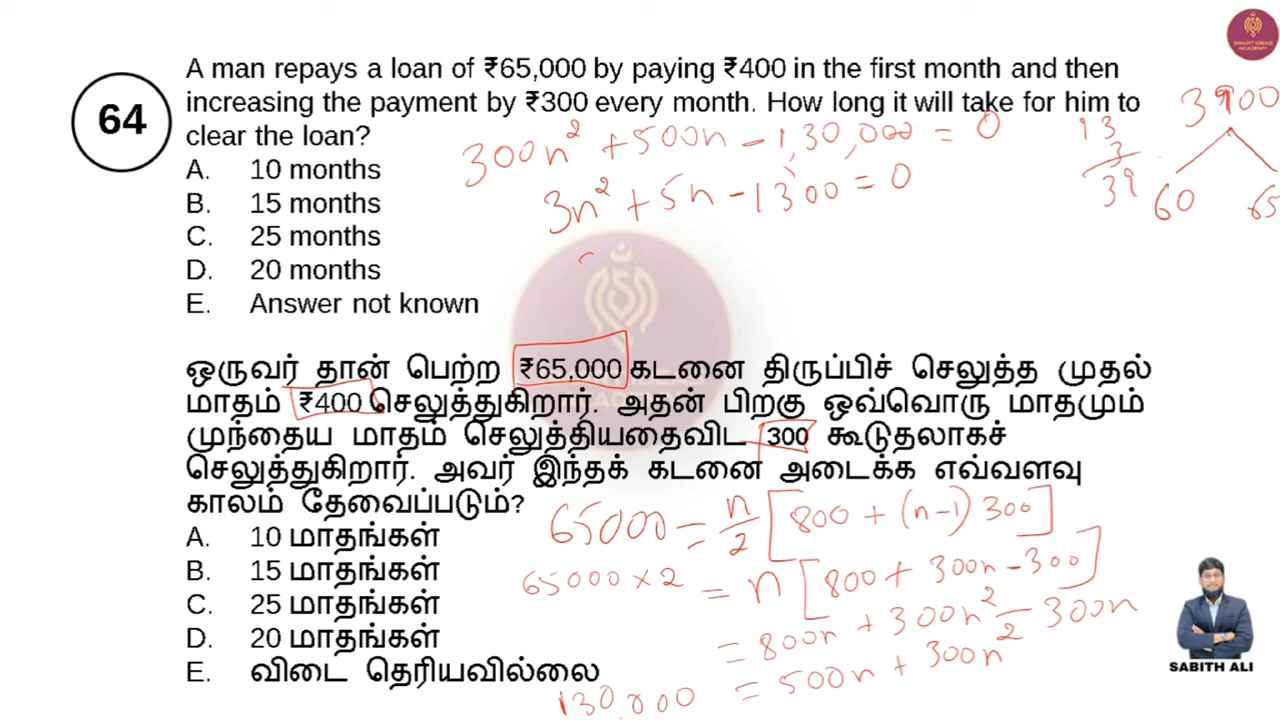 SMART IDEAS
ACADEMY
64
A man repays a loan of ₹65,000 by paying ₹400 in the first month and then
increasing the payment by ₹300 every month. How long it will take for him to
clear the loan?
A. 10 months
B. 15 months
C. 25 months
D. 20 months
E. Answer not known
300n² + 500n - 1,30,000 = 0
3n² + 5n - 1300 = 0
13
3
39
3900
60 65
ஒருவர் தான் பெற்ற ₹65,000 கடனை திருப்பிச் செலுத்த முதல்
மாதம் ₹400 செலுத்துகிறார். அதன் பிறகு ஒவ்வொரு மாதமும்
முந்தைய மாதம் செலுத்தியதைவிட 300 கூடுதலாகச்
செலுத்துகிறார். அவர் இந்தக் கடனை அடைக்க எவ்வளவு
காலம் தேவைப்படும்?
A. 10 மாதங்கள்
B. 15 மாதங்கள்
C. 25 மாதங்கள்
D. 20 மாதங்கள்
E. விடை தெரியவில்லை
65000 = n/2 [800 + (n-1) 300]
65000 × 2 = n [800 + 300n - 300]
= 800n + 300n² - 300n
130,000 = 500n + 300n²
SABITH ALI